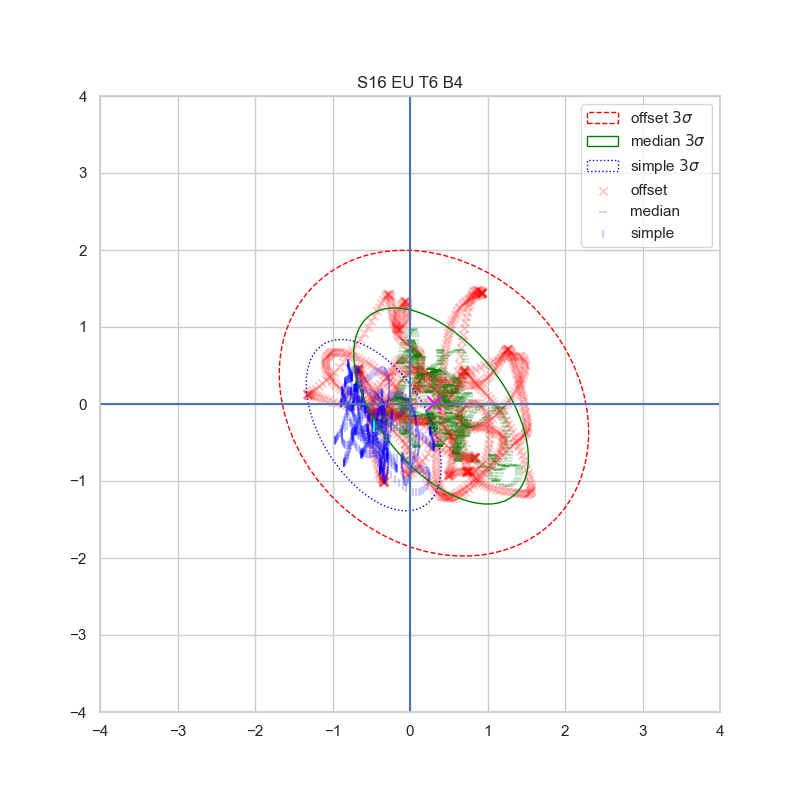 S16 EU T6 B4
offset 3σ
median 3σ
simple 3σ
offset
median
simple
4
3
2
1
0
−1
−2
−3
−4
−4 −3 −2 −1 0 1 2 3 4